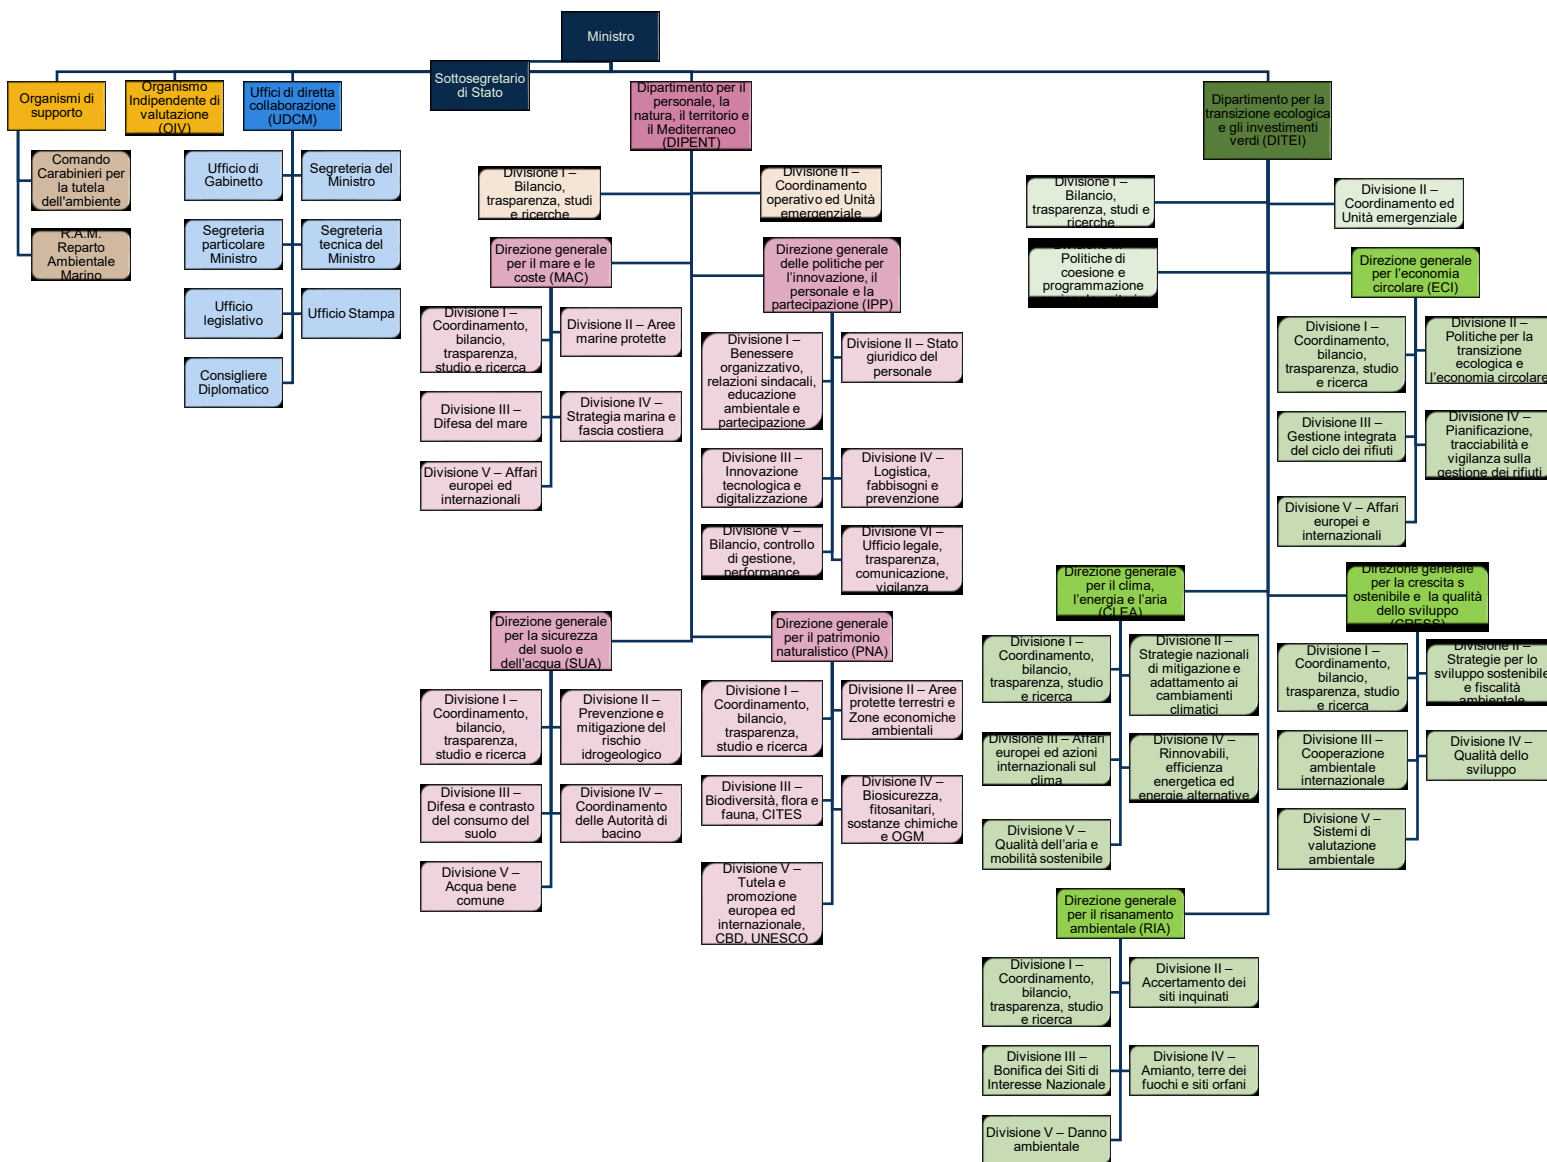 Ministro
Sottosegretario
di Stato
Organismi di
supporto
Organismo
Indipendente di
valutazione
(OIV)
Uffici di diretta
collaborazione
(UDCM)
Dipartimento per il
personale, la
natura, il territorio e
il Mediterraneo
(DIPENT)
Dipartimento per la
transizione ecologica
e gli investimenti
verdi (DITEI)
Comando
Carabinieri per
la tutela
dell'ambiente
R.A.M.
Reparto
Ambientale
Marino
Ufficio di
Gabinetto
Segreteria del
Ministro
Segreteria
particolare
Ministro
Segreteria
tecnica del
Ministro
Ufficio
legislativo
Ufficio Stampa
Consigliere
Diplomatico
Divisione I –
Bilancio,
trasparenza, studi
e ricerche
Divisione II –
Coordinamento
operativo ed Unità
emergenziale
Direzione generale
per il mare e le
coste (MAC)
Divisione I –
Coordinamento,
bilancio,
trasparenza,
studio e ricerca
Divisione II – Aree
marine protette
Divisione III –
Difesa del mare
Divisione IV –
Strategia marina e
fascia costiera
Divisione V – Affari
europei ed
internazionali
Direzione generale
delle politiche per
l’innovazione, il
personale e la
partecipazione (IPP)
Divisione I –
Benessere
organizzativo,
relazioni sindacali,
educazione
ambientale e
partecipazione
Divisione II – Stato
giuridico del
personale
Divisione III –
Innovazione
tecnologica e
digitalizzazione
Divisione IV –
Logistica,
fabbisogni e
prevenzione
Divisione V –
Bilancio, controllo
di gestione,
performance
Divisione VI –
Ufficio legale,
trasparenza,
comunicazione,
vigilanza
Direzione generale
per la sicurezza
del suolo e
dell’acqua (SUA)
Divisione I –
Coordinamento,
bilancio,
trasparenza,
studio e ricerca
Divisione II –
Prevenzione e
mitigazione del
rischio
idrogeologico
Divisione III –
Difesa e contrasto
del consumo del
suolo
Divisione IV –
Coordinamento
delle Autorità di
bacino
Divisione V –
Acqua bene
comune
Direzione generale
per il patrimonio
naturalistico (PNA)
Divisione I –
Coordinamento,
bilancio,
trasparenza,
studio e ricerca
Divisione II – Aree
protette terrestri e
Zone economiche
ambientali
Divisione III –
Biodiversità, flora e
fauna, CITES
Divisione IV –
Biosicurezza,
fitosanitari,
sostanze chimiche
e OGM
Divisione V –
Tutela e
promozione
europea ed
internazionale,
CBD, UNESCO
Divisione I –
Bilancio,
trasparenza, studi e
ricerche
Divisione II –
Coordinamento ed
Unità emergenziale
Politiche di
coesione e
programmazione
Direzione generale
per l’economia
circolare (ECI)
Divisione I –
Coordinamento,
bilancio,
trasparenza, studio
e ricerca
Divisione II –
Politiche per la
transizione
ecologica e
l’economia circolare
Divisione III –
Gestione integrata
del ciclo dei rifiuti
Divisione IV –
Pianificazione,
tracciabilità e
vigilanza sulla
gestione dei rifiuti
Divisione V – Affari
europei e
internazionali
Direzione generale
per il clima,
l’energia e l’aria
(CLEA)
Divisione I –
Coordinamento,
bilancio,
trasparenza, studio
e ricerca
Divisione II –
Strategie nazionali
di mitigazione e
adattamento ai
cambiamenti
climatici
Divisione III – Affari
europei ed azioni
internazionali sul
clima
Divisione IV –
Rinnovabili,
efficienza
energetica ed
energie alternative
Divisione V –
Qualità dell’aria e
mobilità sostenibile
Direzione generale
per la crescita s
ostenibile e la qualità
dello sviluppo
(CRESS)
Divisione I –
Coordinamento,
bilancio,
trasparenza, studio
e ricerca
Divisione II –
Strategie per lo
sviluppo sostenibile
e fiscalità
ambientale
Divisione III –
Cooperazione
ambientale
internazionale
Divisione IV –
Qualità dello
sviluppo
Divisione V –
Sistemi di
valutazione
ambientale
Direzione generale
per il risanamento
ambientale (RIA)
Divisione I –
Coordinamento,
bilancio,
trasparenza, studio
e ricerca
Divisione II –
Accertamento dei
siti inquinati
Divisione III –
Bonifica dei Siti di
Interesse Nazionale
Divisione IV –
Amianto, terre dei
fuochi e siti orfani
Divisione V – Danno
ambientale